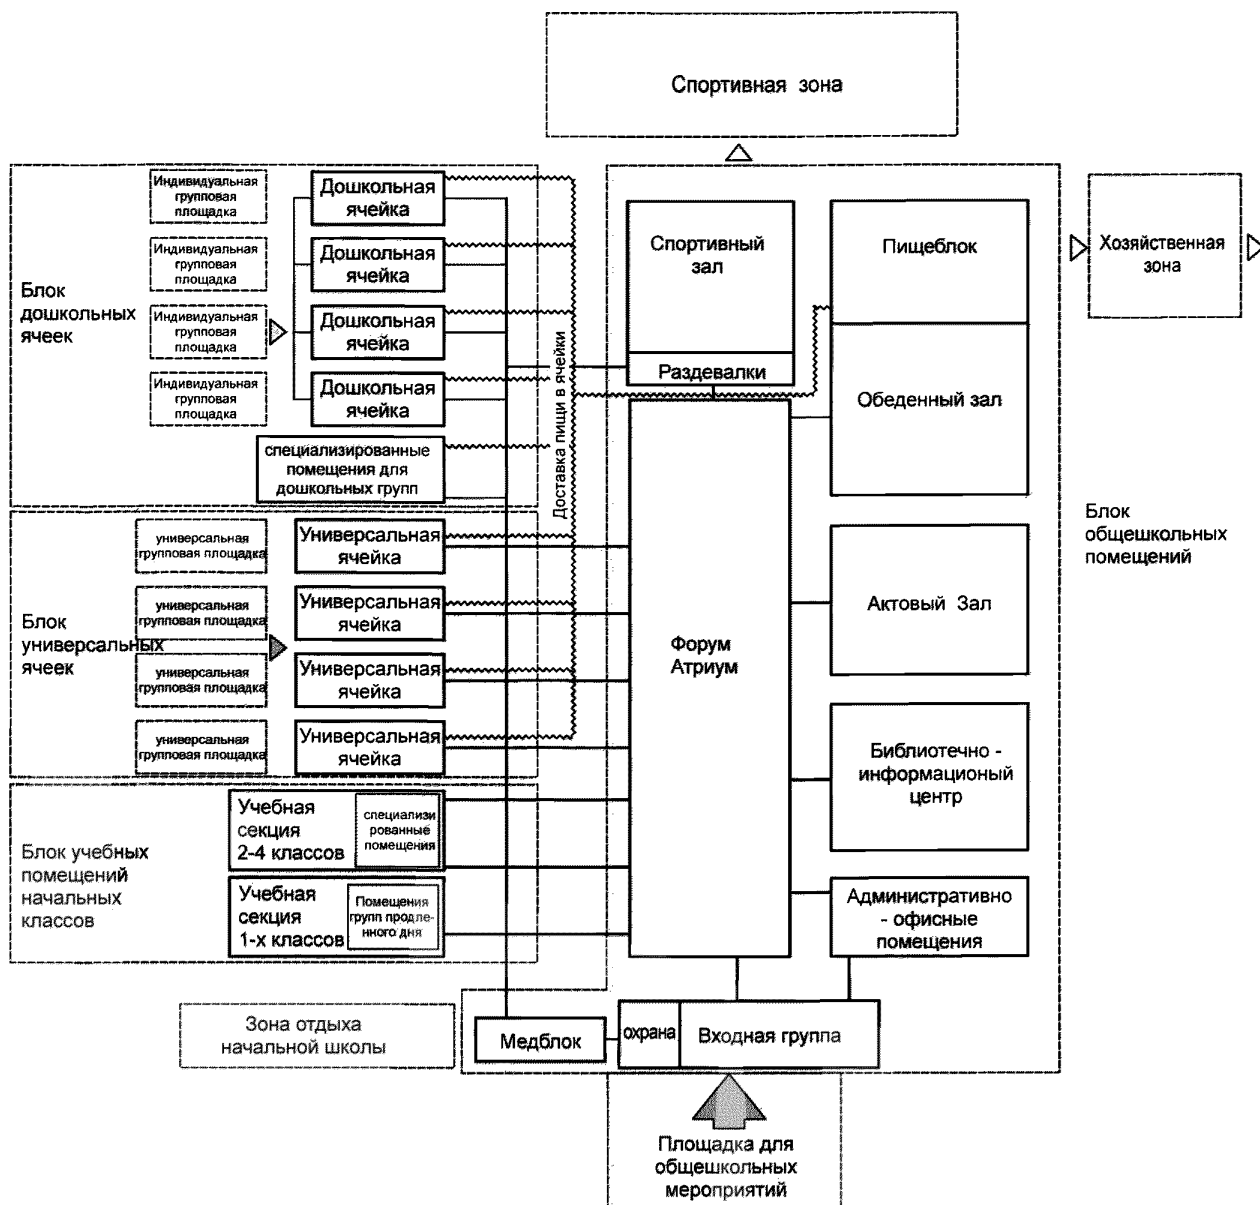 Спортивная зона
Индивидуальная
групповая
площадка
Дошкольная
ячейка
Индивидуальная
групповая
площадка
Дошкольная
ячейка
Индивидуальная
групповая
площадка
Дошкольная
ячейка
Индивидуальная
групповая
площадка
Дошкольная
ячейка
Блок
дошкольных
ячеек
специализированные
помещения для
дошкольных групп
Доставка пищи в ячейки
Спортивный
зал
Раздевалки
Пищеблок
Обеденный зал
Хозяйственная
зона
Блок
общешкольных
помещений
универсальная
групповая площадка
Универсальная
ячейка
универсальная
групповая площадка
Универсальная
ячейка
универсальная
групповая площадка
Универсальная
ячейка
универсальная
групповая площадка
Универсальная
ячейка
Блок
универсальных
ячеек
Форум
Атриум
Актовый Зал
Библиотечно -
информационый
центр
Административно
- офисные
помещения
Блок учебных
помещений
начальных
классов
Учебная
секция
2-4 классов
специализи
рованные
помещения
Учебная
секция
1-х классов
Помещения
групп продле-
нного дня
Зона отдыха
начальной школы
Медблок
охрана
Входная группа
Площадка для
общешкольных
мероприятий